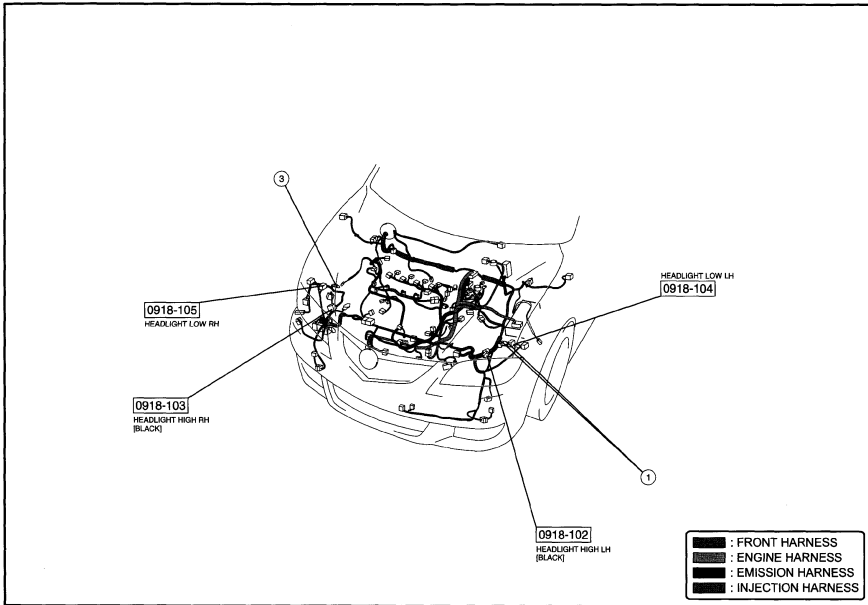 3
HEADLIGHT LOW LH
0918-104
0918-105
HEADLIGHT LOW RH
0918-103
HEADLIGHT HIGH RH
[BLACK]
1
0918-102
HEADLIGHT HIGH LH
[BLACK]
: FRONT HARNESS
: ENGINE HARNESS
: EMISSION HARNESS
: INJECTION HARNESS